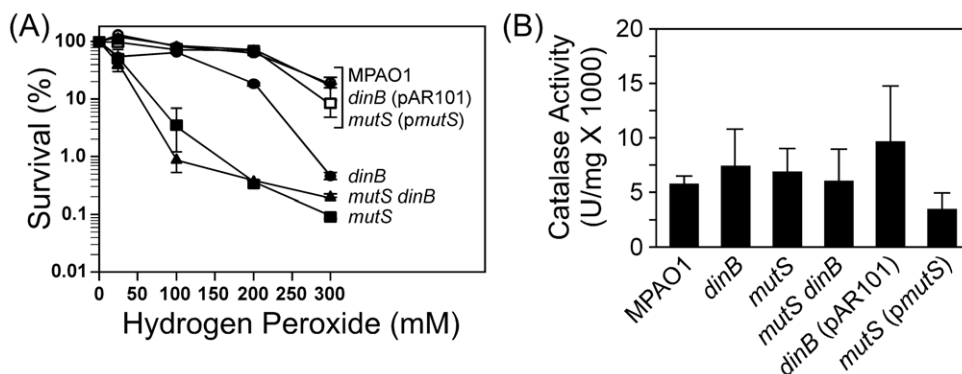 (A)
Survival (%)
100
10
1.0
0.1
0.01
0 50 100 150 200 250 300
Hydrogen Peroxide (mM)
MPAO1
dinB (pAR101)
mutS (pmutS)
dinB
mutS dinB
mutS
(B)
Catalase Activity
(U/mg X 1000)
20
15
10
5
0
MPAO1
dinB
mutS
mutS dinB
dinB (pAR101)
mutS (pmutS)